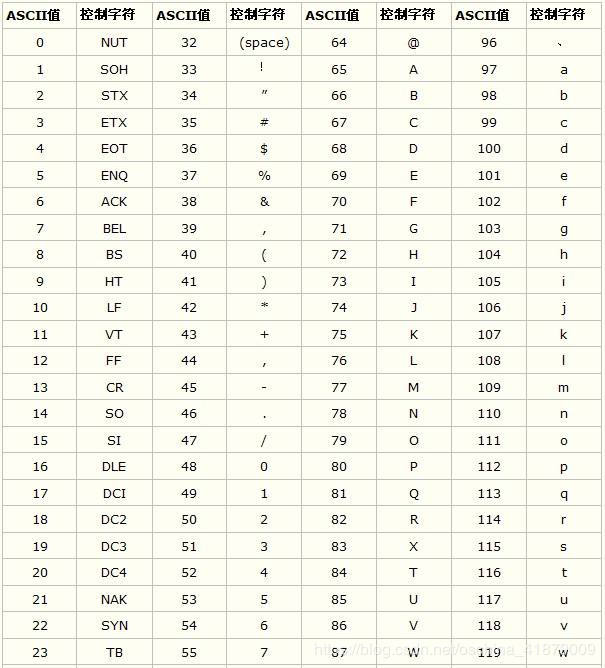 ASCII值 控制字符 ASCII值 控制字符 ASCII值 控制字符 ASCII值 控制字符
0 NUT 32 (space) 64 @ 96 、
1 SOH 33 ! 65 A 97 a
2 STX 34 " 66 B 98 b
3 ETX 35 # 67 C 99 c
4 EOT 36 $ 68 D 100 d
5 ENQ 37 % 69 E 101 e
6 ACK 38 & 70 F 102 f
7 BEL 39 , 71 G 103 g
8 BS 40 ( 72 H 104 h
9 HT 41 ) 73 I 105 i
10 LF 42 * 74 J 106 j
11 VT 43 + 75 K 107 k
12 FF 44 , 76 L 108 l
13 CR 45 - 77 M 109 m
14 SO 46 . 78 N 110 n
15 SI 47 / 79 O 111 o
16 DLE 48 0 80 P 112 p
17 DCI 49 1 81 Q 113 q
18 DC2 50 2 82 R 114 r
19 DC3 51 3 83 X 115 s
20 DC4 52 4 84 T 116 t
21 NAK 53 5 85 U 117 u
22 SYN 54 6 86 V 118 v
23 TB 55 7 87 W 119 w